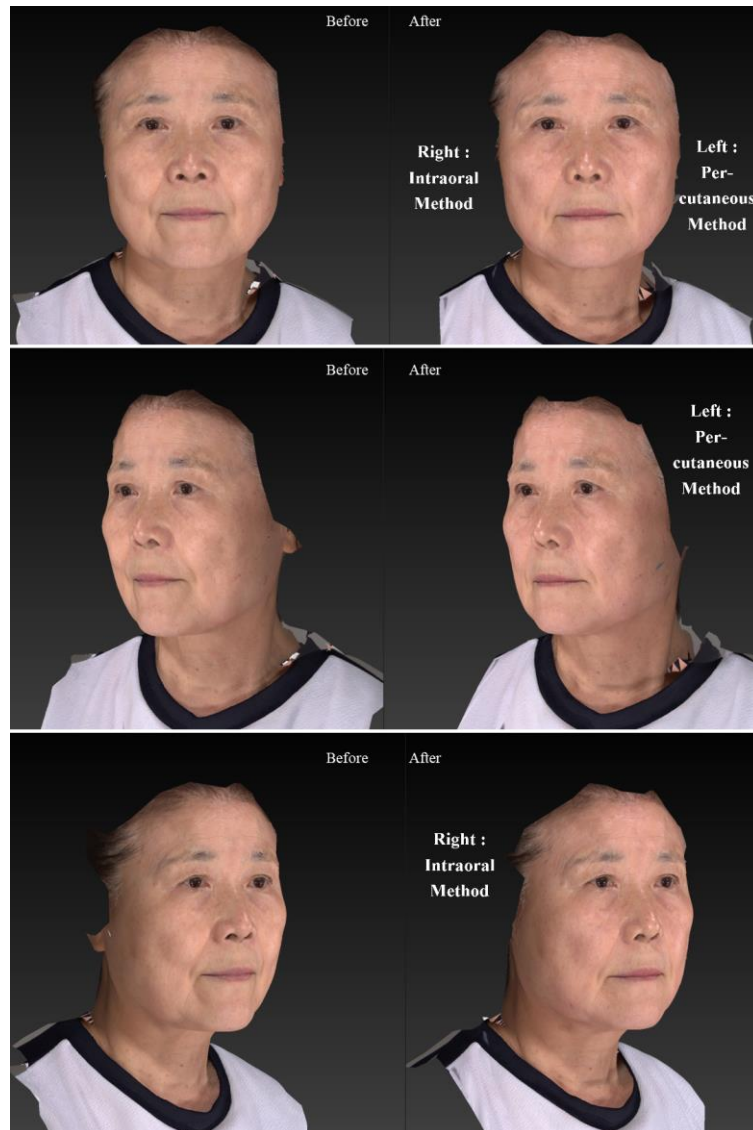 Before
After
Right :
Intraoral
Method
Left :
Per-
cutaneous
Method
Before
After
Left :
Per-
cutaneous
Method
Before
After
Right :
Intraoral
Method